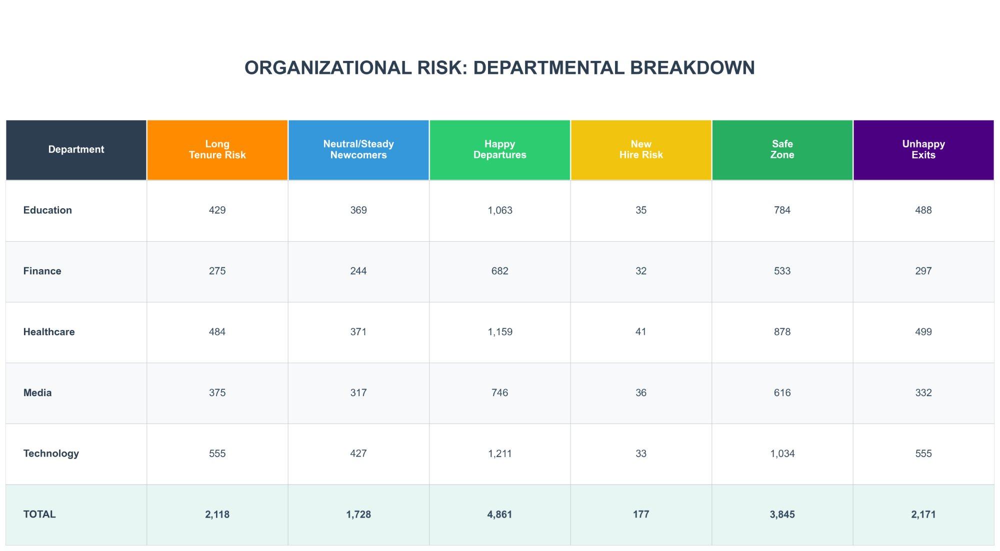 ORGANIZATIONAL RISK: DEPARTMENTAL BREAKDOWN
Department
Long
Tenure Risk
Neutral/Steady
Newcomers
Happy
Departures
New
Hire Risk
Safe
Zone
Unhappy
Exits
Education 429 369 1,063 35 784 488
Finance 275 244 682 32 533 297
Healthcare 484 371 1,159 41 878 499
Media 375 317 746 36 616 332
Technology 555 427 1,211 33 1,034 555
TOTAL 2,118 1,728 4,861 177 3,845 2,171